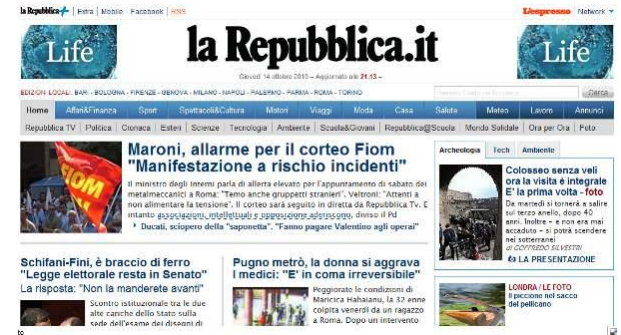 la Repubblica+ | Extra | Mobile Facebook | RSS
L'espresso Network
Life
la Repubblica.it
Life
Giovedì 14 ottobre 2010 - Aggiornato alle 21.13 -
EDIZIONI LOCALI: BARI - BOLOGNA - FIRENZE - GENOVA - MILANO - NAPOLI - PALERMO - PARMA - ROMA - TORINO
Cerca
Home Affari&Finanza Sport Spettacoli&Cultura Motori Viaggi Moda Casa Salute Meteo Lavoro Annunci
Repubblica TV | Politica | Cronaca | Esteri | Scienze | Tecnologia | Ambiente | Scuola&Giovani | Repubblica@Scuola | Mondo Solidale | Ora per Ora | Foto
FIOM
Maroni, allarme per il corteo Fiom
"Manifestazione a rischio incidenti"
Il ministro degli Interni parla di allerta elevato per l'appuntamento di sabato dei
metalmeccanici a Roma: "Temo anche gruppetti stranieri". Veltroni: "Attenti a
non alimentare la tensione". Il corteo sarà seguito in diretta da Repubblica Tv. E
intanto associazioni, intellettuali e opposizione aderiscono, diviso il Pd
Ducati, sciopero della "saponetta". "Fanno pagare Valentino agli operai"
Archeologia Tech Ambiente
Colosseo senza veli
ora la visita è integrale
E' la prima volta - foto
Da martedì si tornerà a salire
sul terzo anello, dopo 40
anni. Inoltre - e non era mai
accaduto - si potrà scendere
nei sotterranei
di GOFFREDO SILVESTRI
LA PRESENTAZIONE
Schifani-Fini, è braccio di ferro
"Legge elettorale resta in Senato"
La risposta: "Non la manderete avanti"
Scontro istituzionale tra le due
alte cariche dello Stato sulla
sede dell'esame dei disegni di
Pugno metrò, la donna si aggrava
I medici: "E' in coma irreversibile"
Peggiorate le condizioni di
Maricica Hahaianu, la 32 enne
colpita venerdì da un ragazzo
a Roma. Dopo un intervento
LONDRA / LE FOTO
Il piccione nel sacco
del pellicano
to